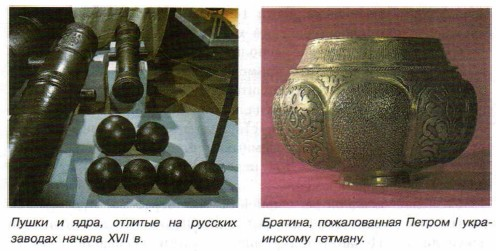 Пушки и ядра, отлитые на русских
заводах начала XVII в.
Братина, пожалованная Петром I укра-
инскому гетману.